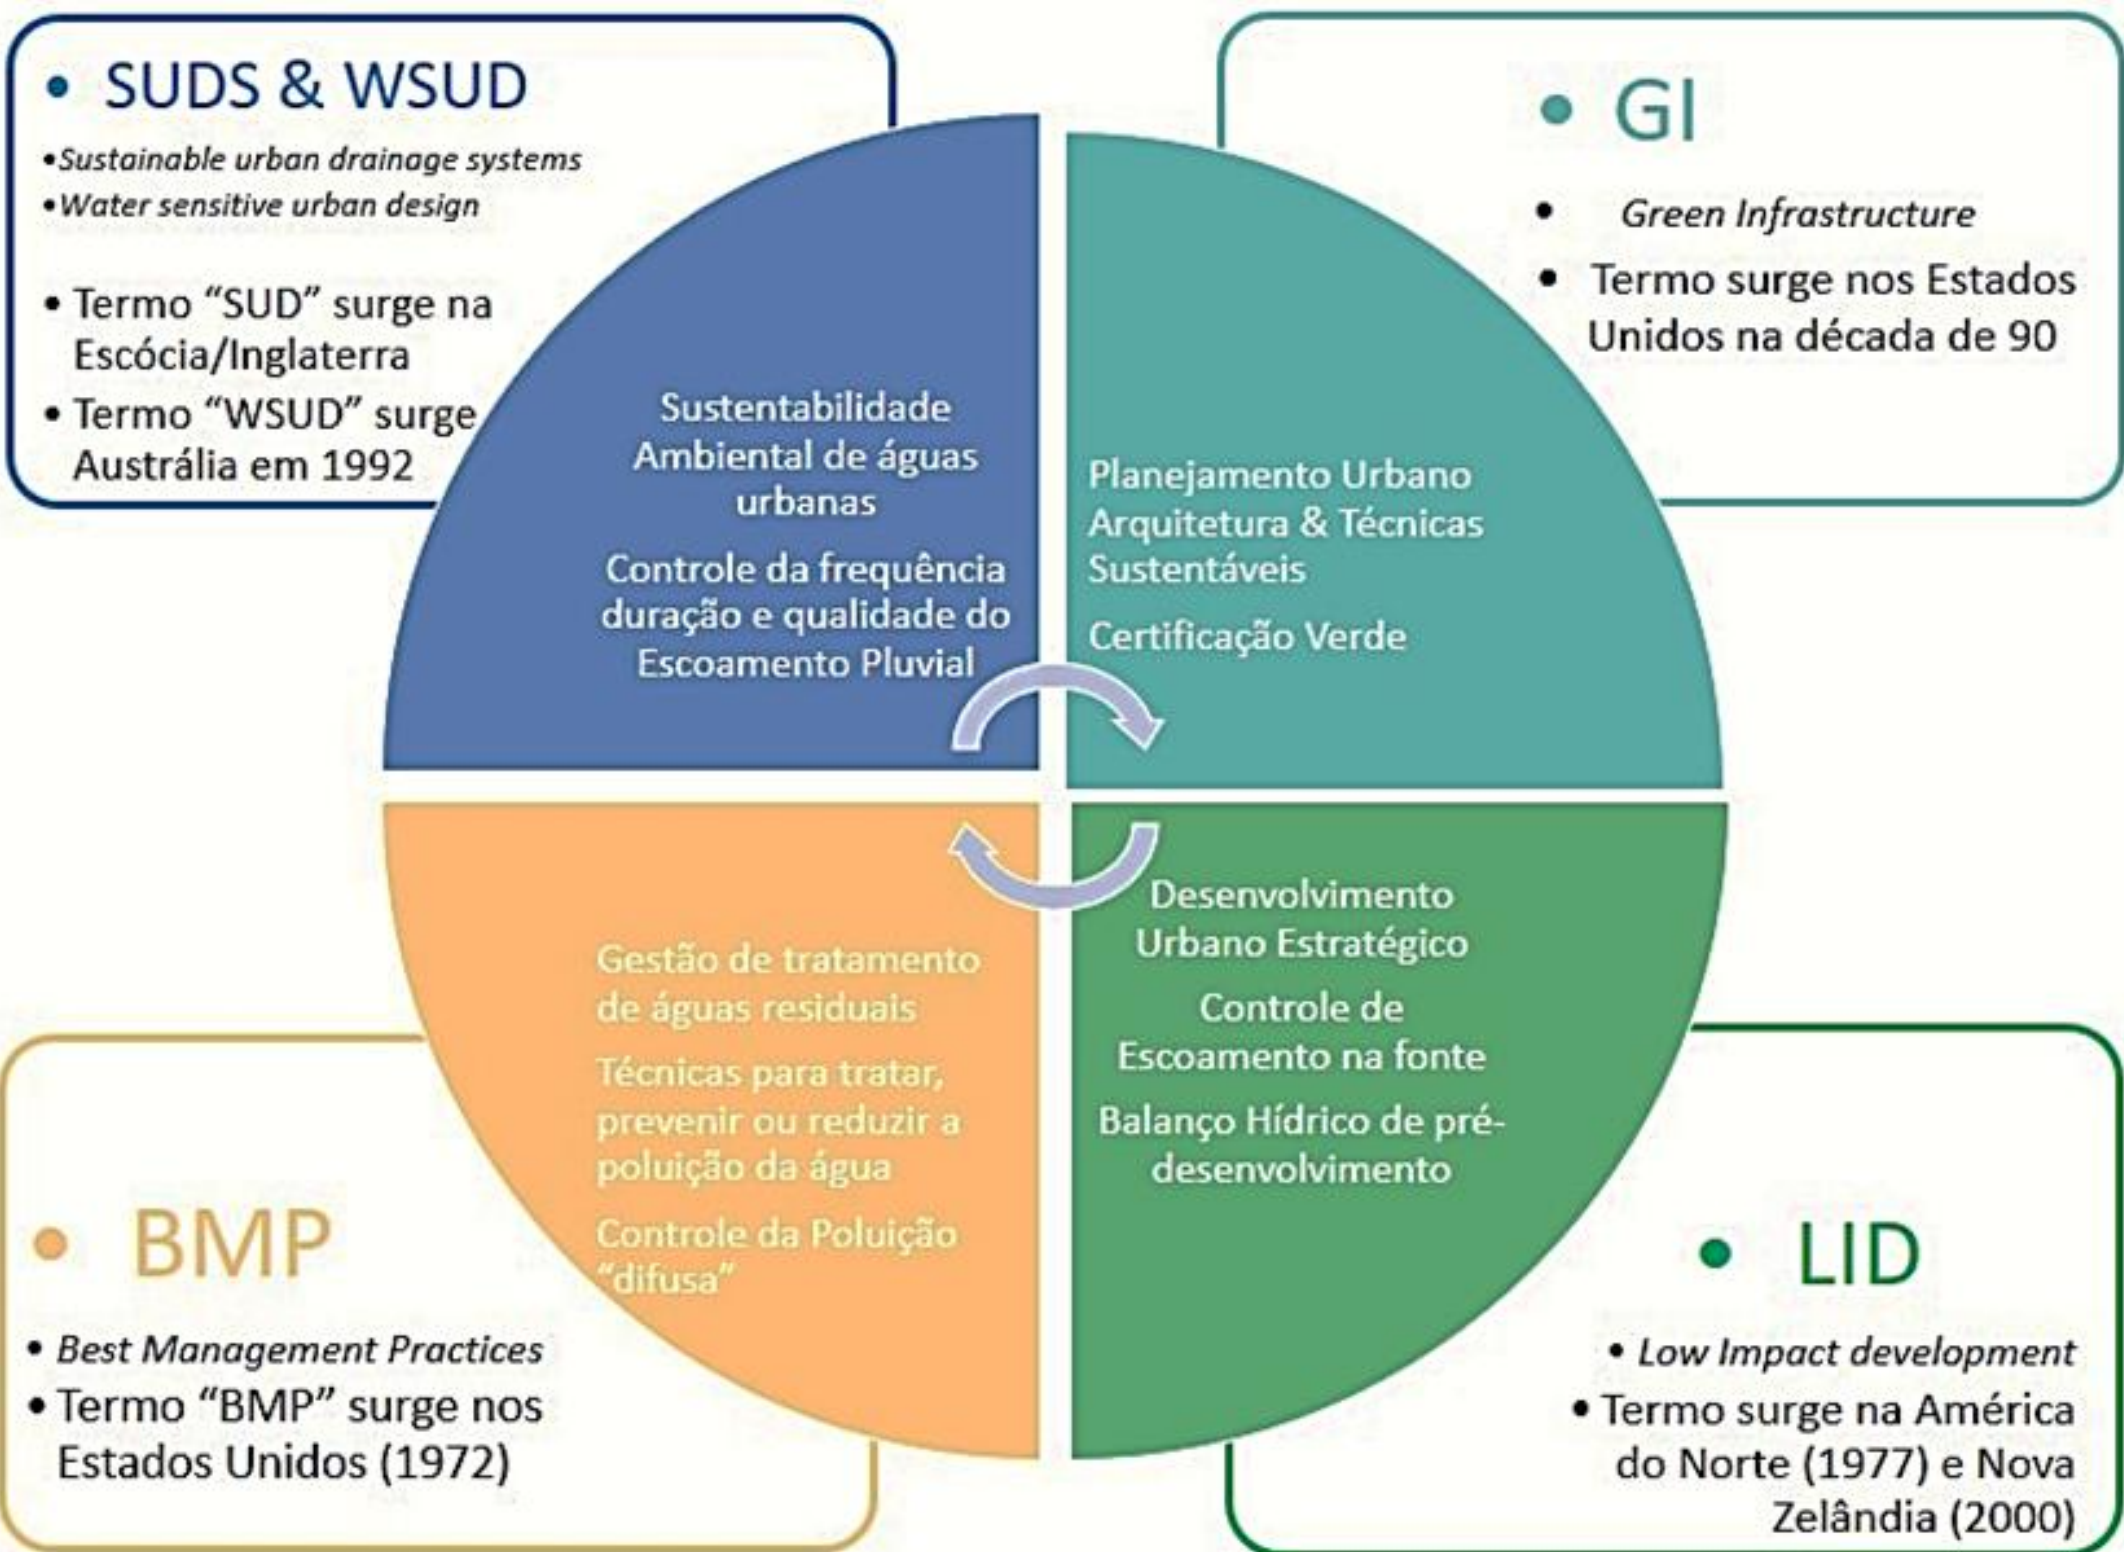 • SUDS & WSUD
•Sustainable urban drainage systems
•Water sensitive urban design
• Termo “SUD” surge na
Escócia/Inglaterra
• Termo “WSUD” surge
Austrália em 1992
• GI
• Green Infrastructure
• Termo surge nos Estados
Unidos na década de 90
Sustentabilidade
Ambiental de águas
urbanas
Controle da frequência
duração e qualidade do
Escoamento Pluvial
Planejamento Urbano
Arquitetura & Técnicas
Sustentáveis
Certificação Verde
Gestão de tratamento
de águas residuais
Técnicas para tratar,
prevenir ou reduzir a
poluição da água
Controle da Poluição
“difusa”
Desenvolvimento
Urbano Estratégico
Controle de
Escoamento na fonte
Balanço Hídrico de pré-
desenvolvimento
• BMP
• Best Management Practices
• Termo “BMP” surge nos
Estados Unidos (1972)
• LID
• Low Impact development
• Termo surge na América
do Norte (1977) e Nova
Zelândia (2000)